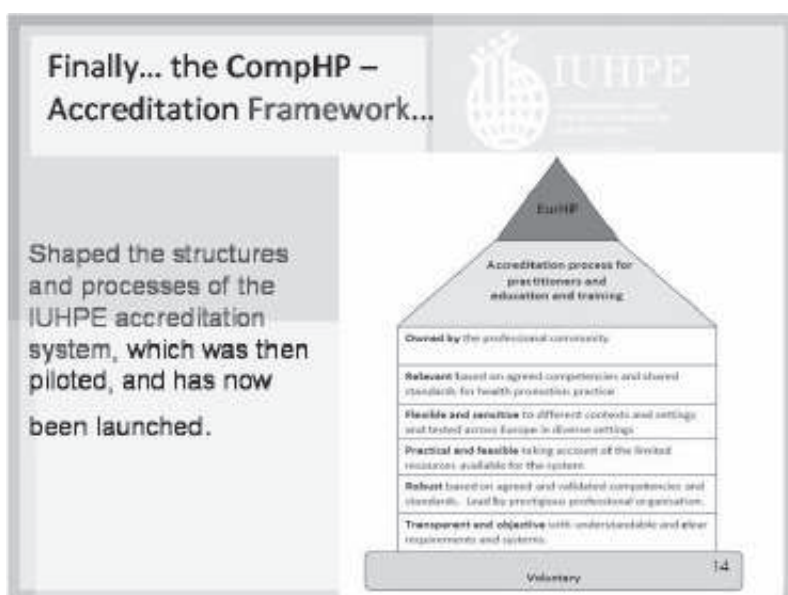 Finally... the CompHP –
Accreditation Framework...
IUHPE
Shaped the structures
and processes of the
IUHPE accreditation
system, which was then
piloted, and has now
been launched.
EurHP
Accreditation process for
practitioners and
education and training
Owned by the professional community
Relevant based on agreed competencies and shared
standards for health promotion practice
Flexible and sensitive to different contexts and settings
and tested across Europe in diverse settings
Practical and feasible taking account of the limited
resources available for the system
Robust based on agreed and validated competencies and
standards. Lead by prestigious professional organisation.
Transparent and objective with understandable and clear
requirements and systems.
Voluntary
14